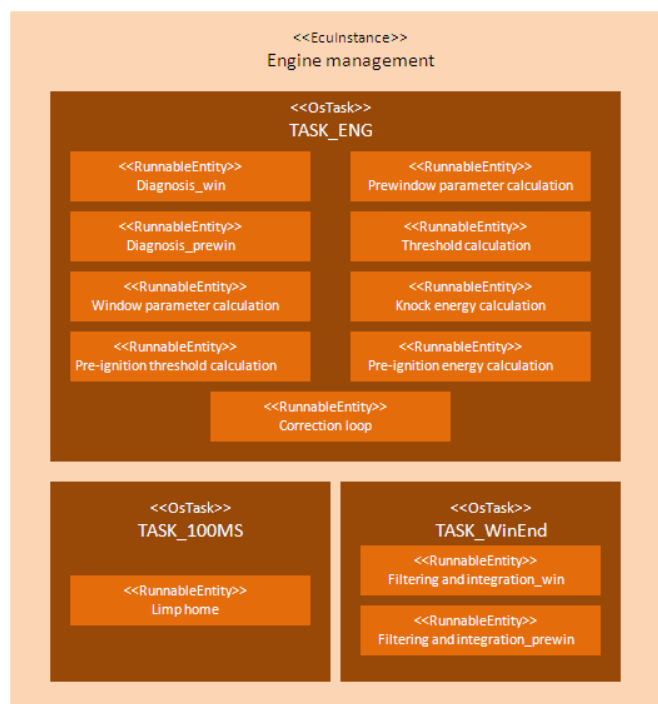 <<EcuInstance>>
Engine management
<<OsTask>>
TASK_ENG
<<RunnableEntity>>
Diagnosis_win
<<RunnableEntity>>
Prewindow parameter calculation
<<RunnableEntity>>
Diagnosis_prewin
<<RunnableEntity>>
Threshold calculation
<<RunnableEntity>>
Window parameter calculation
<<RunnableEntity>>
Knock energy calculation
<<RunnableEntity>>
Pre-ignition threshold calculation
<<RunnableEntity>>
Pre-ignition energy calculation
<<RunnableEntity>>
Correction loop
<<OsTask>>
TASK_100MS
<<RunnableEntity>>
Limp home
<<OsTask>>
TASK_WinEnd
<<RunnableEntity>>
Filtering and integration_win
<<RunnableEntity>>
Filtering and integration_prewin